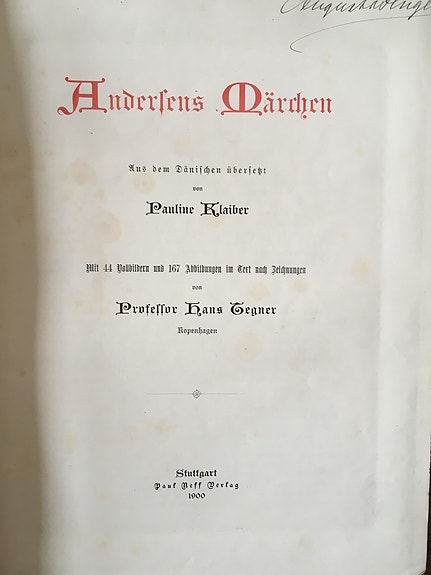 Andersens Märchen
Aus dem Dänischen übersetzt
von
Pauline Klaiber
Mit 44 Vollbildern und 167 Abbildungen im Text nach Zeichnungen
von
Professor Hans Tegner
Kopenhagen
Stuttgart
Paul Neff Verlag
1900